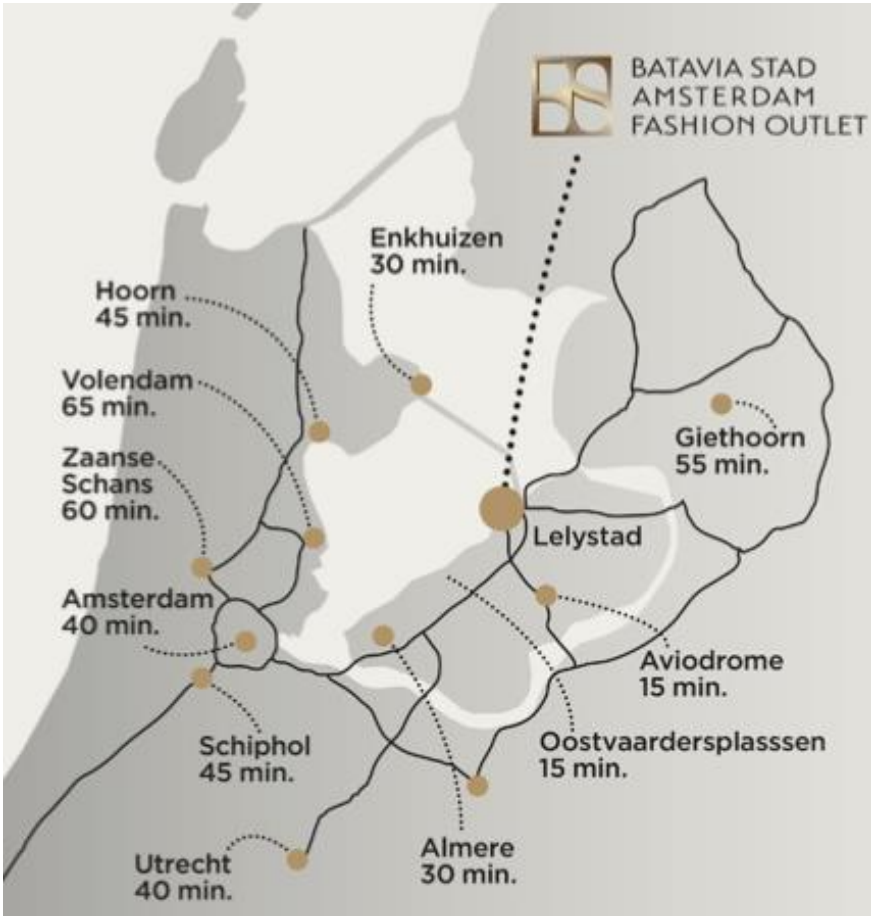 BATAVIA STAD
AMSTERDAM
FASHION OUTLET
Enkhuizen
30 min.
Hoorn
45 min.
Volendam
65 min.
Zaanse
Schans
60 min.
Giethoorn
55 min.
Lelystad
Amsterdam
40 min.
Aviodrome
15 min.
Schiphol
45 min.
Oostvaardersplasssen
15 min.
Utrecht
40 min.
Almere
30 min.